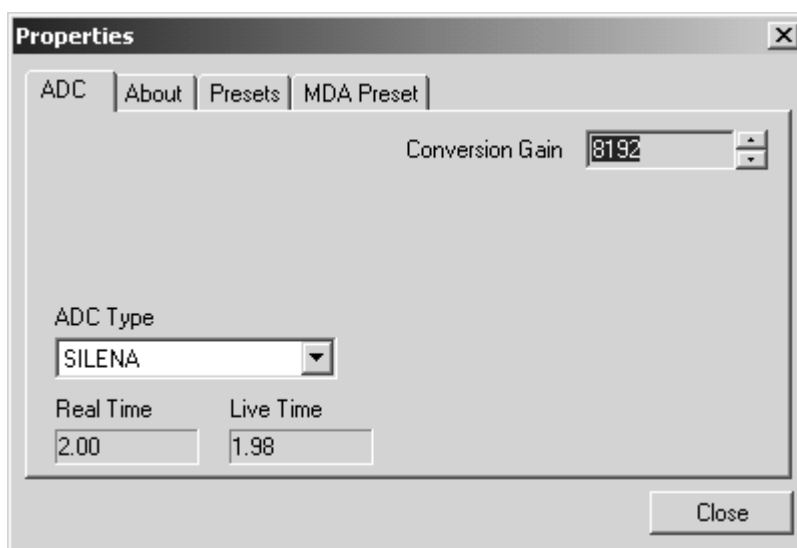 Properties
ADC About Presets MDA Preset
Conversion Gain 8192
ADC Type
SILENA
Real Time Live Time
2.00 1.98
Close